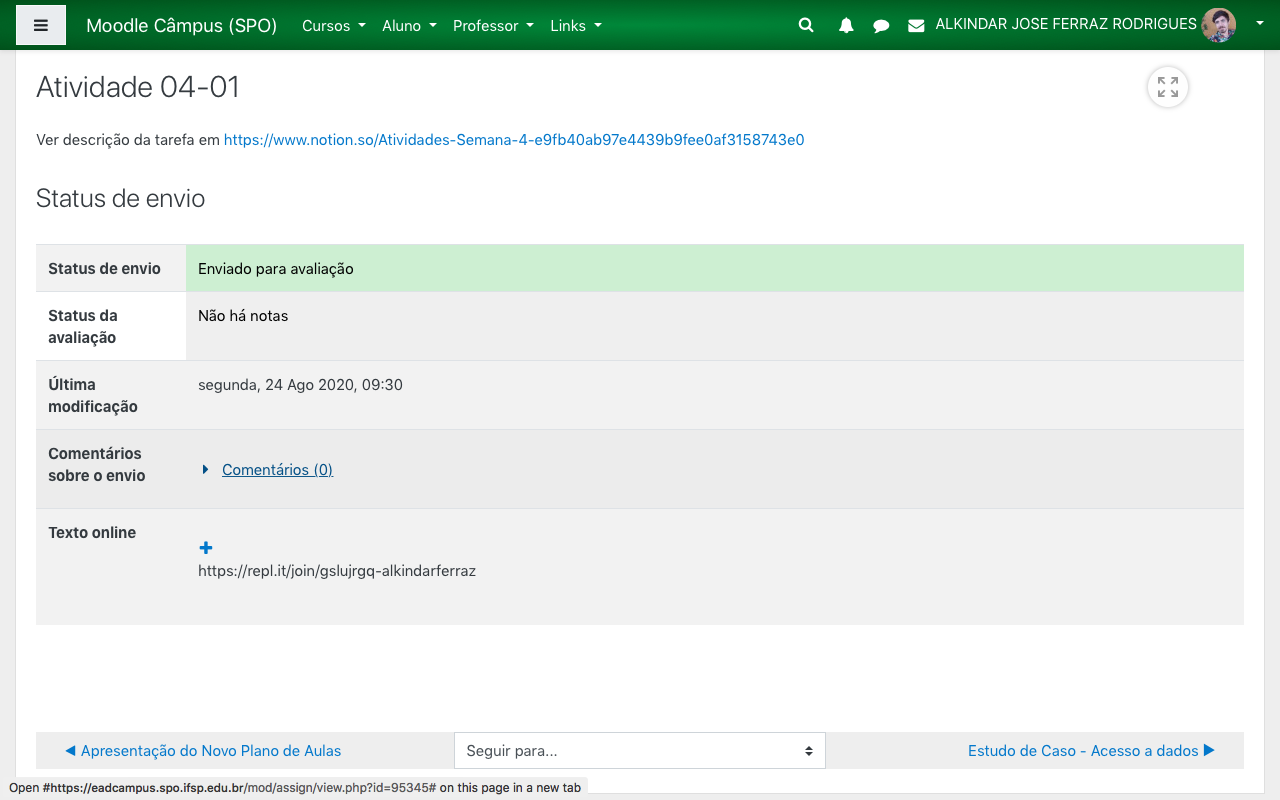 Moodle Câmpus (SPO) Cursos Aluno Professor Links ALKINDAR JOSE FERRAZ RODRIGUES
Atividade 04-01
Ver descrição da tarefa em https://www.notion.so/Atividades-Semana-4-e9fb40ab97e4439b9fee0af3158743e0
Status de envio
Status de envio Enviado para avaliação
Status da Não há notas
avaliação
Última segunda, 24 Ago 2020, 09:30
modificação
Comentários
sobre o envio Comentários (0)
Texto online
https://repl.it/join/gslujrgq-alkindarferraz
◀ Apresentação do Novo Plano de Aulas Seguir para... Estudo de Caso - Acesso a dados ▶
Open #https://eadcampus.spo.ifsp.edu.br/mod/assign/view.php?id=95345# on this page in a new tab